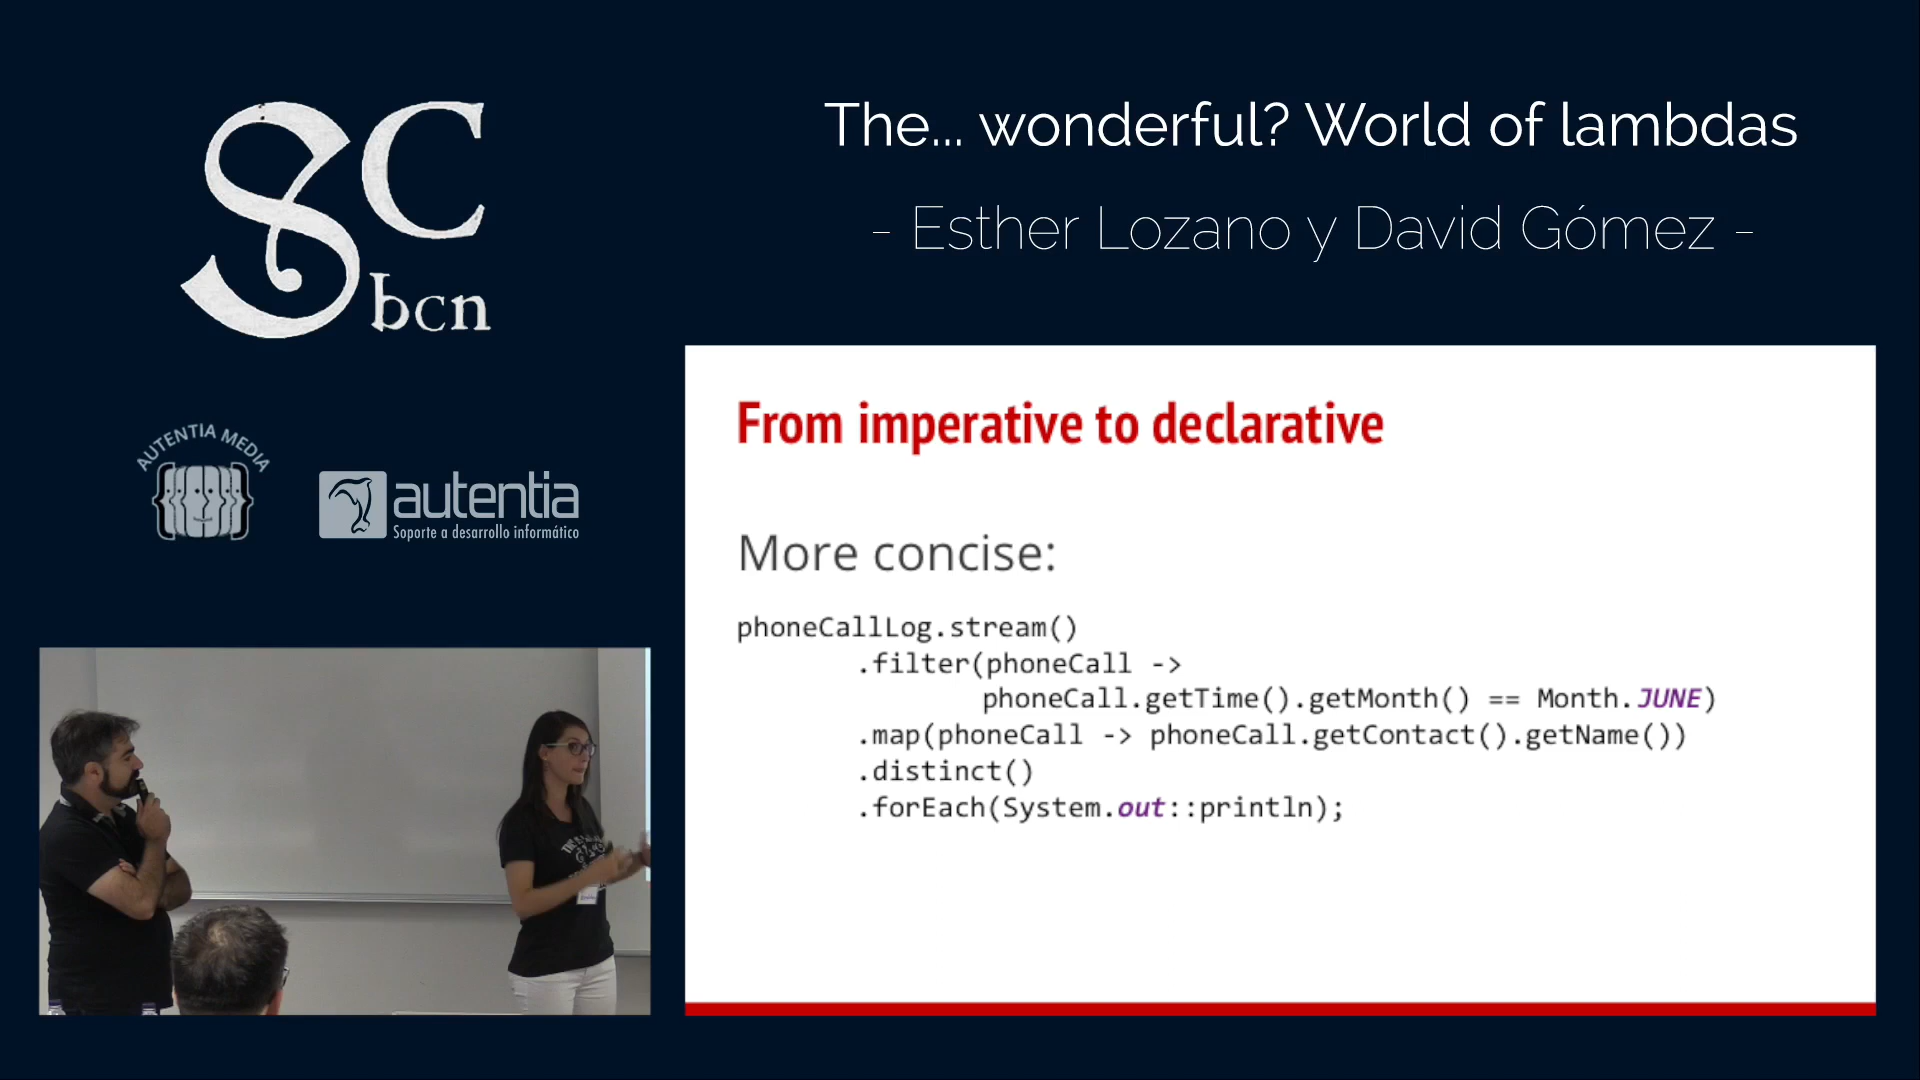 SC
bcn
The... wonderful? World of lambdas
- Esther Lozano y David Gómez -
AUTENTIA MEDIA
autentia
Soporte a desarrollo informático
From imperative to declarative
More concise:
phoneCallLog.stream()
.filter(phoneCall ->
phoneCall.getTime().getMonth() == Month.JUNE)
.map(phoneCall -> phoneCall.getContact().getName())
.distinct()
.forEach(System.out::println);